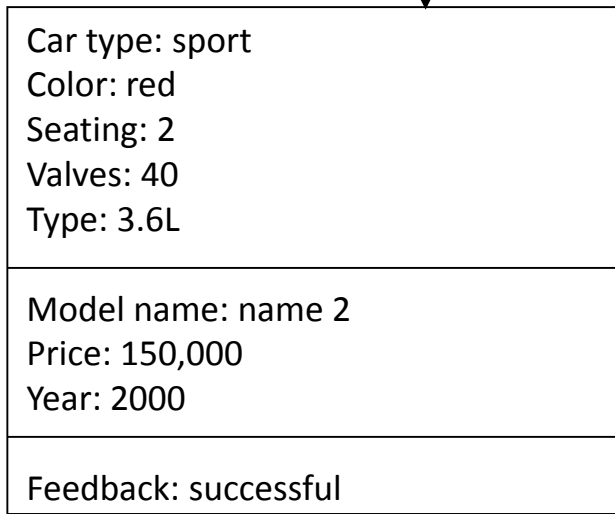 Car type: sport
Color: red
Seating: 2
Valves: 40
Type: 3.6L
Model name: name 2
Price: 150,000
Year: 2000
Feedback: successful